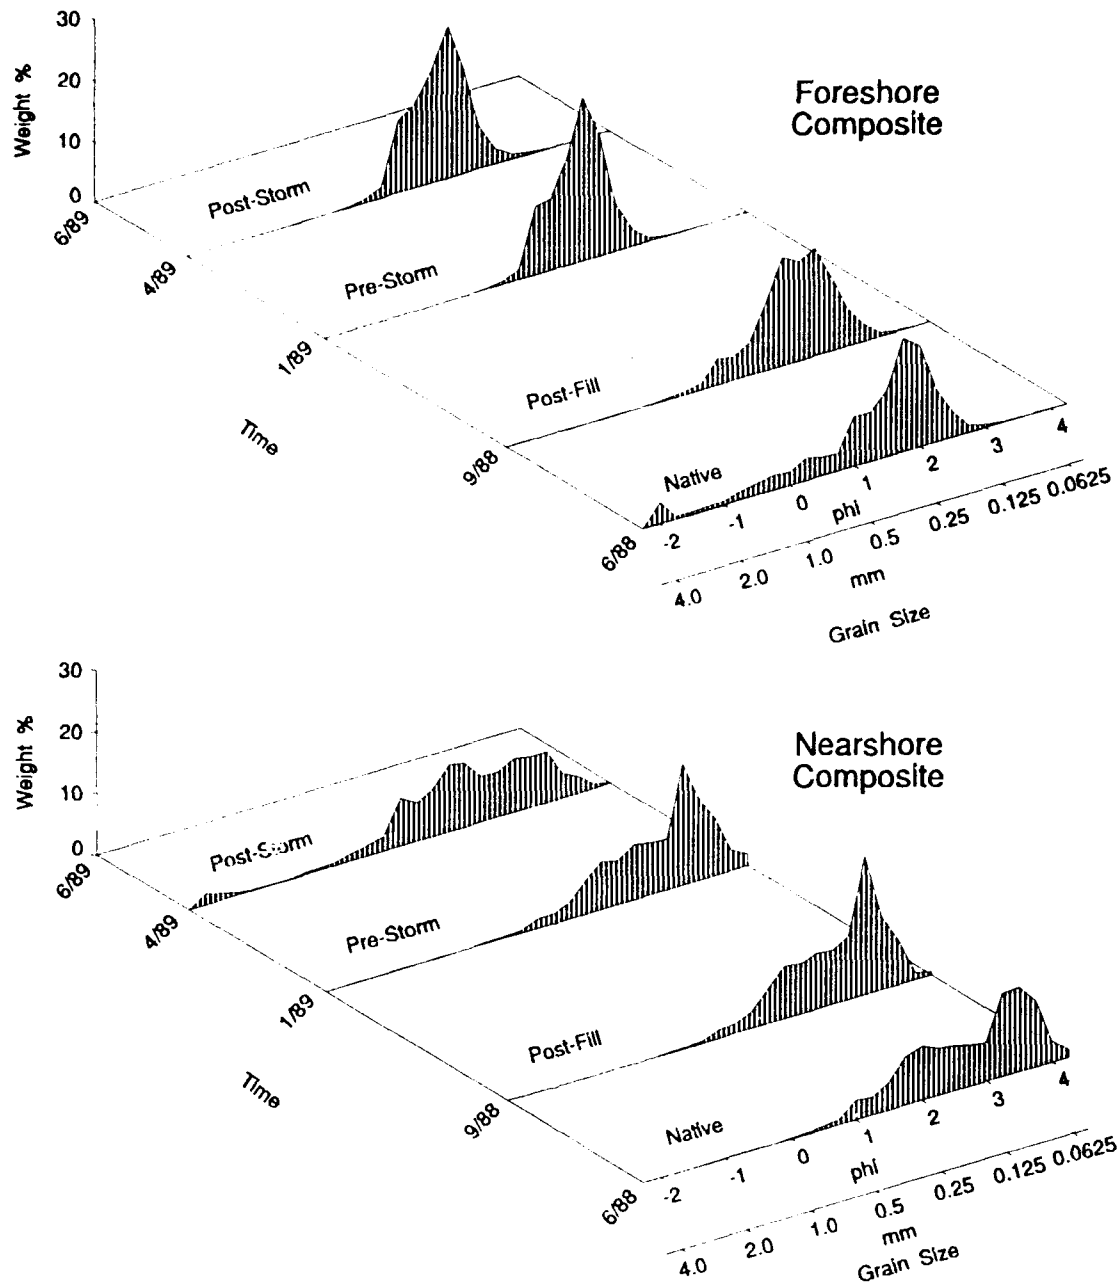 30
20
10
0
Weight %
Foreshore
Composite
Post-Storm
Pre-Storm
Post-Fill
Native
6/89
4/89
1/89
9/88
6/88
Time
-2
-1
0
1
2
3
4
phi
4.0
2.0
1.0
0.5
0.25
0.125
0.0625
mm
Grain Size
30
20
10
0
Weight %
Nearshore
Composite
Post-Storm
Pre-Storm
Post-Fill
Native
6/89
4/89
1/89
9/88
6/88
Time
-2
-1
0
1
2
3
4
phi
4.0
2.0
1.0
0.5
0.25
0.125
0.0625
mm
Grain Size